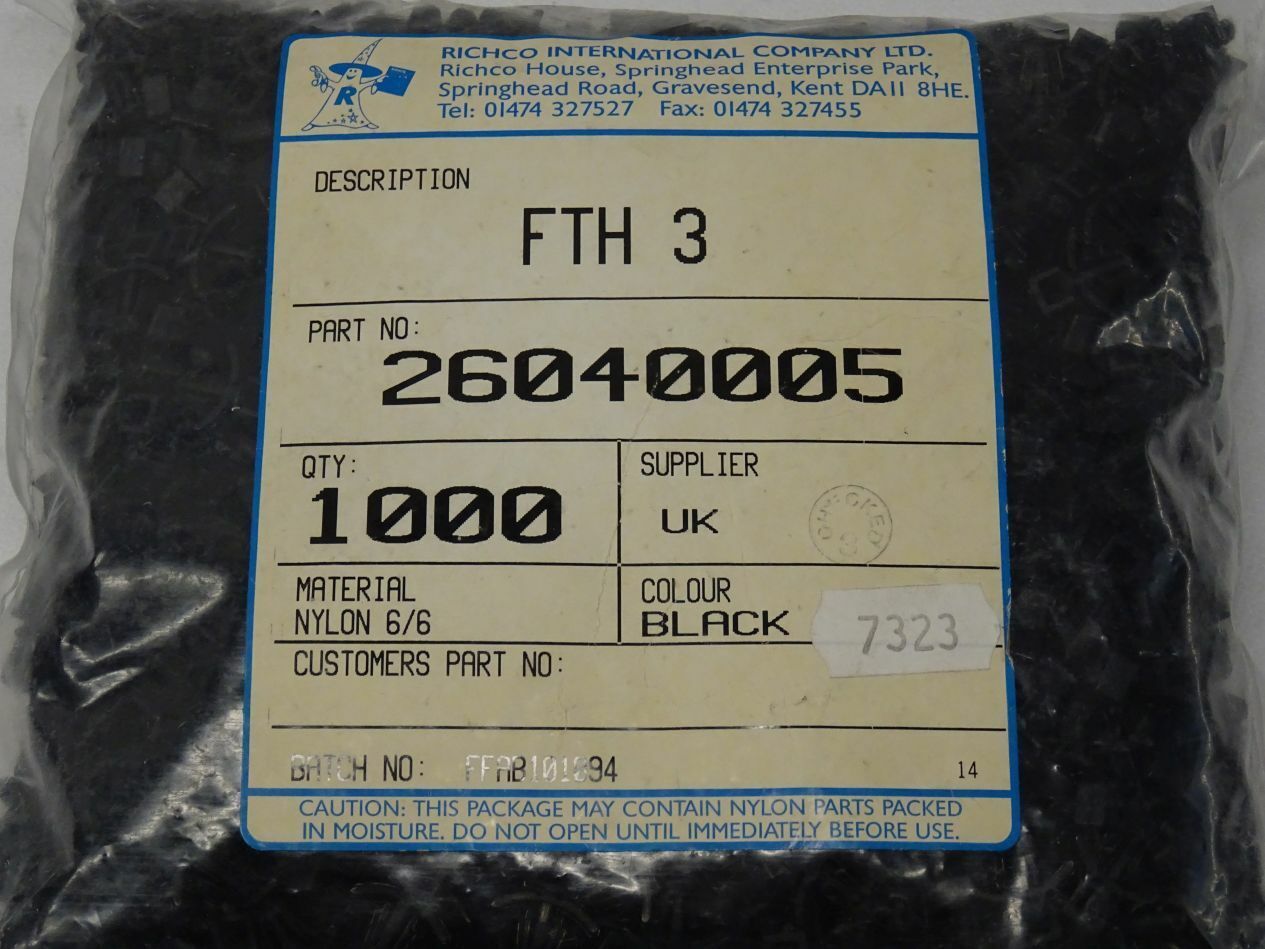 RICHCO INTERNATIONAL COMPANY LTD.
Richco House, Springhead Enterprise Park,
Springhead Road, Gravesend, Kent DA11 8HE.
Tel: 01474 327527 Fax: 01474 327455
R
DESCRIPTION
FTH 3
PART NO:
26040005
QTY:
1000
SUPPLIER
UK
CHECKED
MATERIAL
NYLON 6/6
COLOUR
BLACK
7323
CUSTOMERS PART NO:
BATCH NO:
14
CAUTION: THIS PACKAGE MAY CONTAIN NYLON PARTS PACKED
IN MOISTURE. DO NOT OPEN UNTIL IMMEDIATELY BEFORE USE.